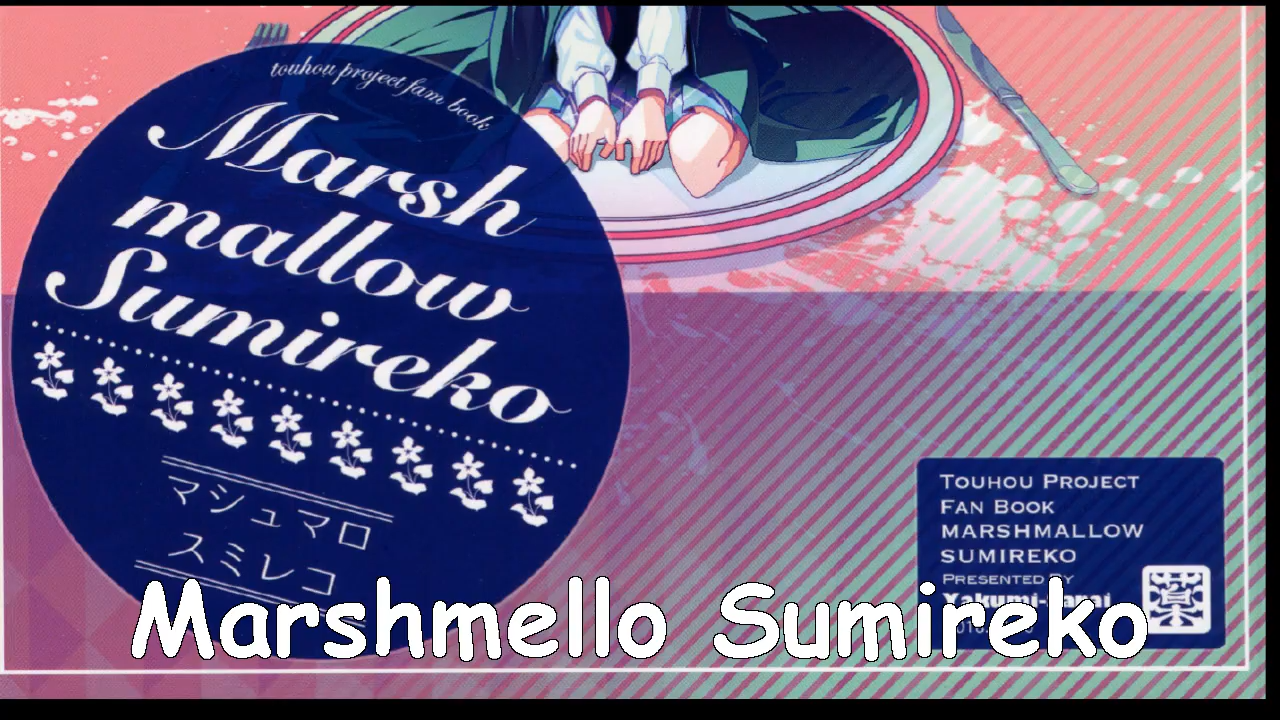 touhou project fam book
Marsh
mallow
Sumireko
マシュマロ
スミレコ
TOUHOU PROJECT
FAN BOOK
MARSHMALLOW
SUMIREKO
PRESENTED BY
Marshmello Sumireko